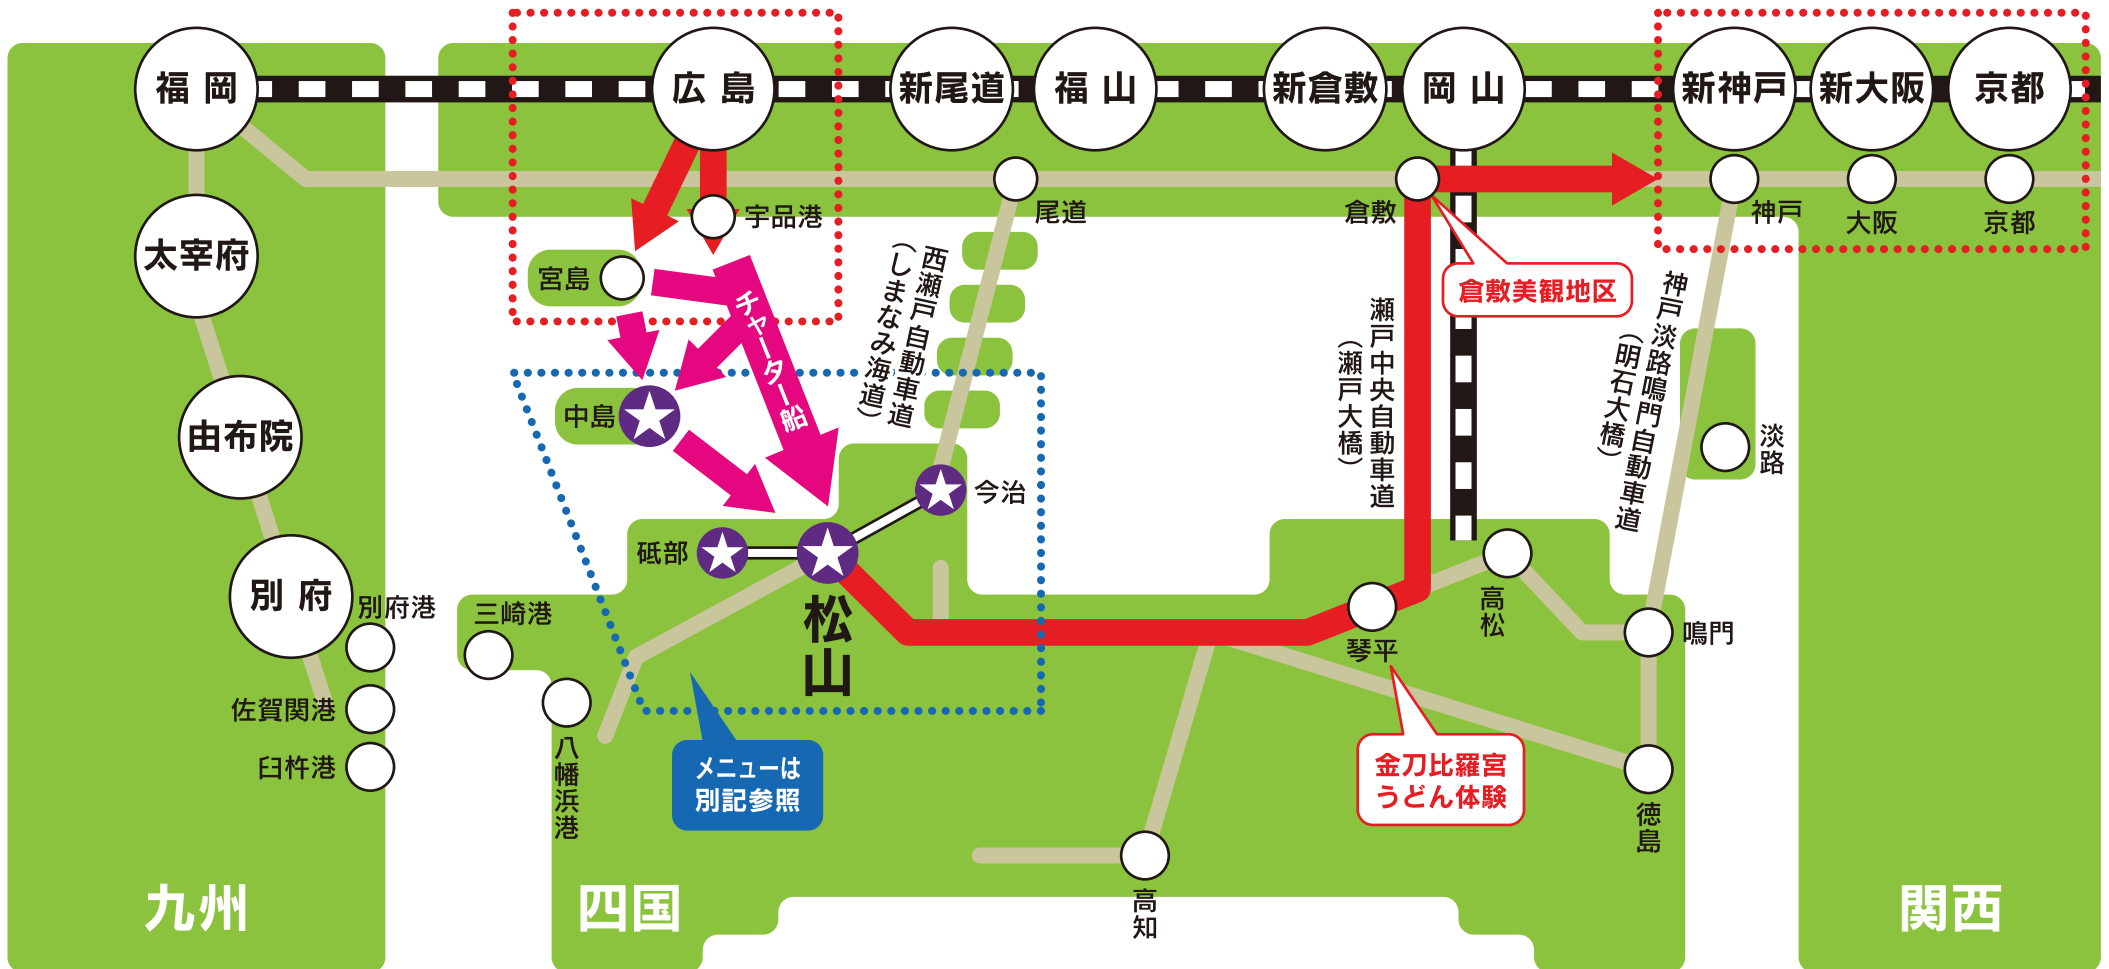 福岡
広島
新尾道
福山
新倉敷
岡山
新神戸
新大阪
京都
太宰府
由布院
別府
別府港
佐賀関港
臼杵港
九州
宇品港
宮島
中島
チャーター船
尾道
西瀬戸自動車道
（しまなみ海道）
今治
砥部
松山
三崎港
八幡浜港
メニューは
別記参照
四国
倉敷
倉敷美観地区
瀬戸中央自動車道
（瀬戸大橋）
琴平
高松
金刀比羅宮
うどん体験
高知
神戸
大阪
京都
神戸淡路鳴門自動車道
（明石大橋）
淡路
鳴門
徳島
関西